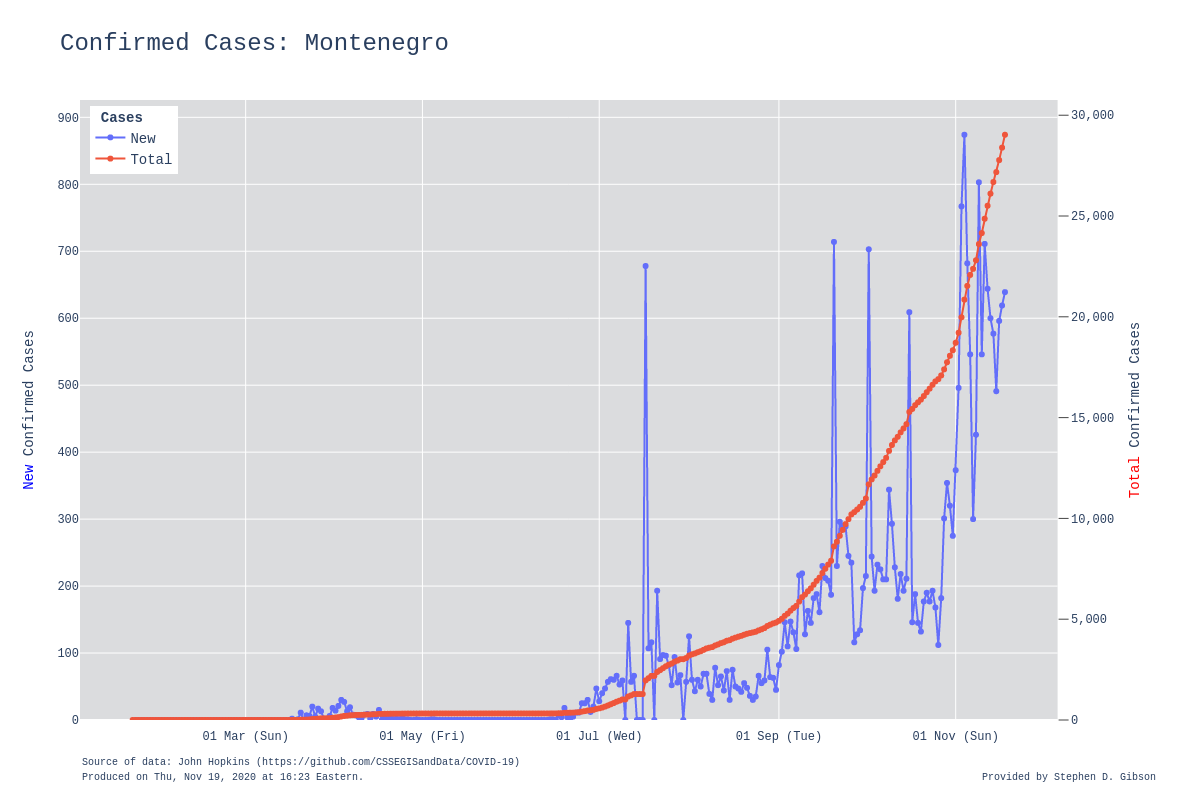 Confirmed Cases: Montenegro
Cases
New
Total
900
800
700
600
500
400
300
200
100
0
30,000
25,000
20,000
15,000
10,000
5,000
0
New Confirmed Cases
Total Confirmed Cases
01 Mar (Sun)
01 May (Fri)
01 Jul (Wed)
01 Sep (Tue)
01 Nov (Sun)
Source of data: John Hopkins (https://github.com/CSSEGISandData/COVID-19)
Produced on Thu, Nov 19, 2020 at 16:23 Eastern.
Provided by Stephen D. Gibson